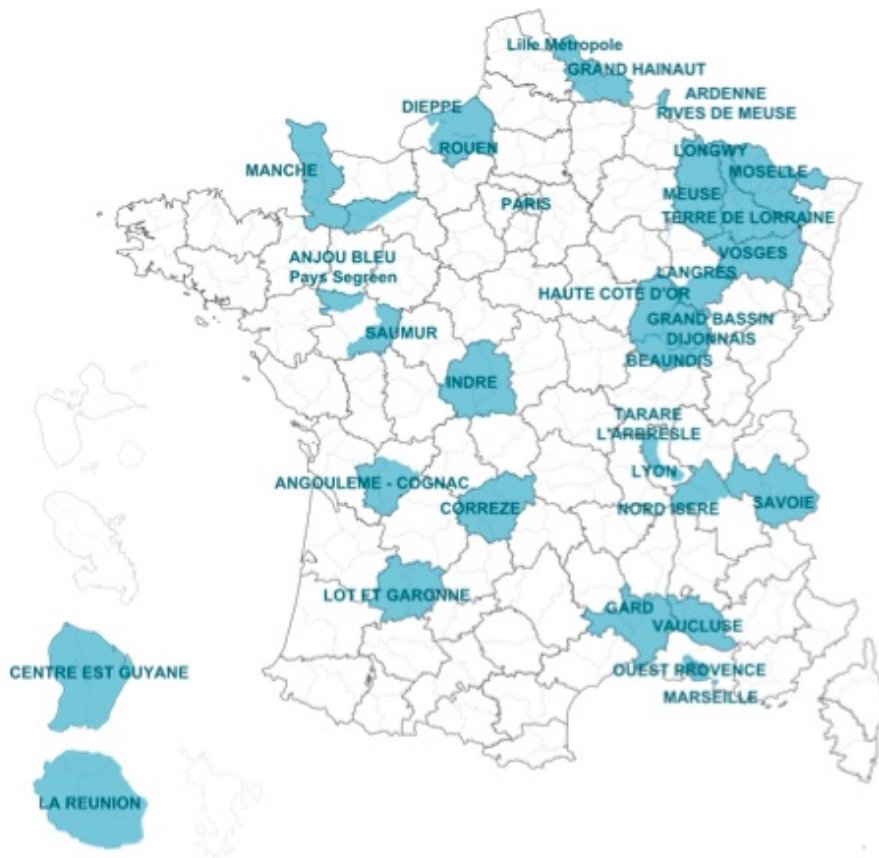 Lille Métropole
GRAND HAINAUT
ARDENNE
RIVES DE MEUSE
DIEPPE
ROUEN
LONGWY
MOSELLE
MANCHE
MEUSE
PARIS
TERRE DE LORRAINE
VOSGES
ANJOU BLEU
Pays Segréen
LANGRES
HAUTE COTE D'OR
GRAND BASSIN
DIJONNAIS
SAUMUR
BEAUNOIS
INDRE
TARARE
L'ARBRESLE
LYON
ANGOULEME - COGNAC
CORREZE
NORD ISERE
SAVOIE
LOT ET GARONNE
GARD
VAUCLUSE
OUEST PROVENCE
MARSEILLE
CENTRE EST GUYANE
LA REUNION